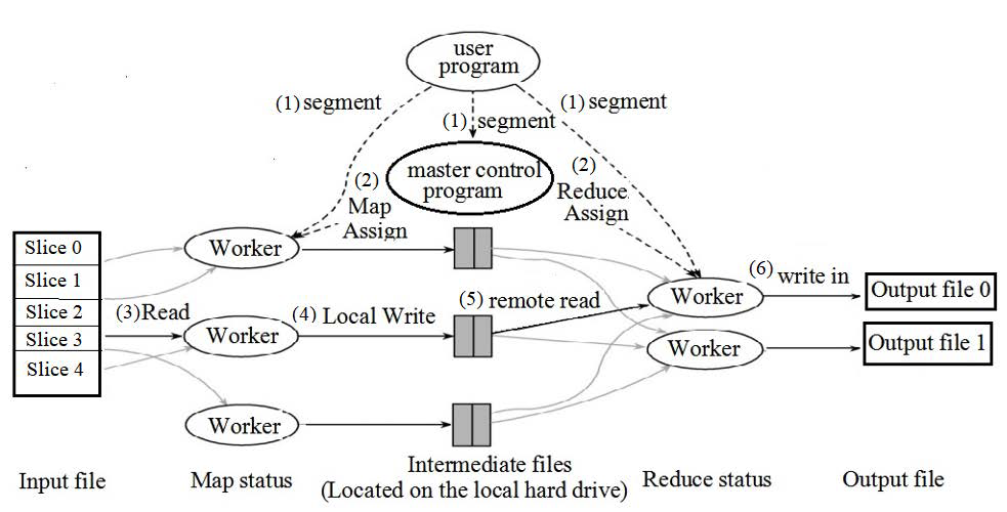 user
program
(1) segment
(1) segment
(1) segment
master control
program
(2)
Map
Assign
(2)
Reduce
Assign
Slice 0
Slice 1
Slice 2
Slice 3
Slice 4
Worker
(3) Read
Worker
(4) Local Write
Worker
(5) remote read
Worker
Worker
(6) write in
Output file 0
Output file 1
Input file
Map status
Intermediate files
(Located on the local hard drive)
Reduce status
Output file